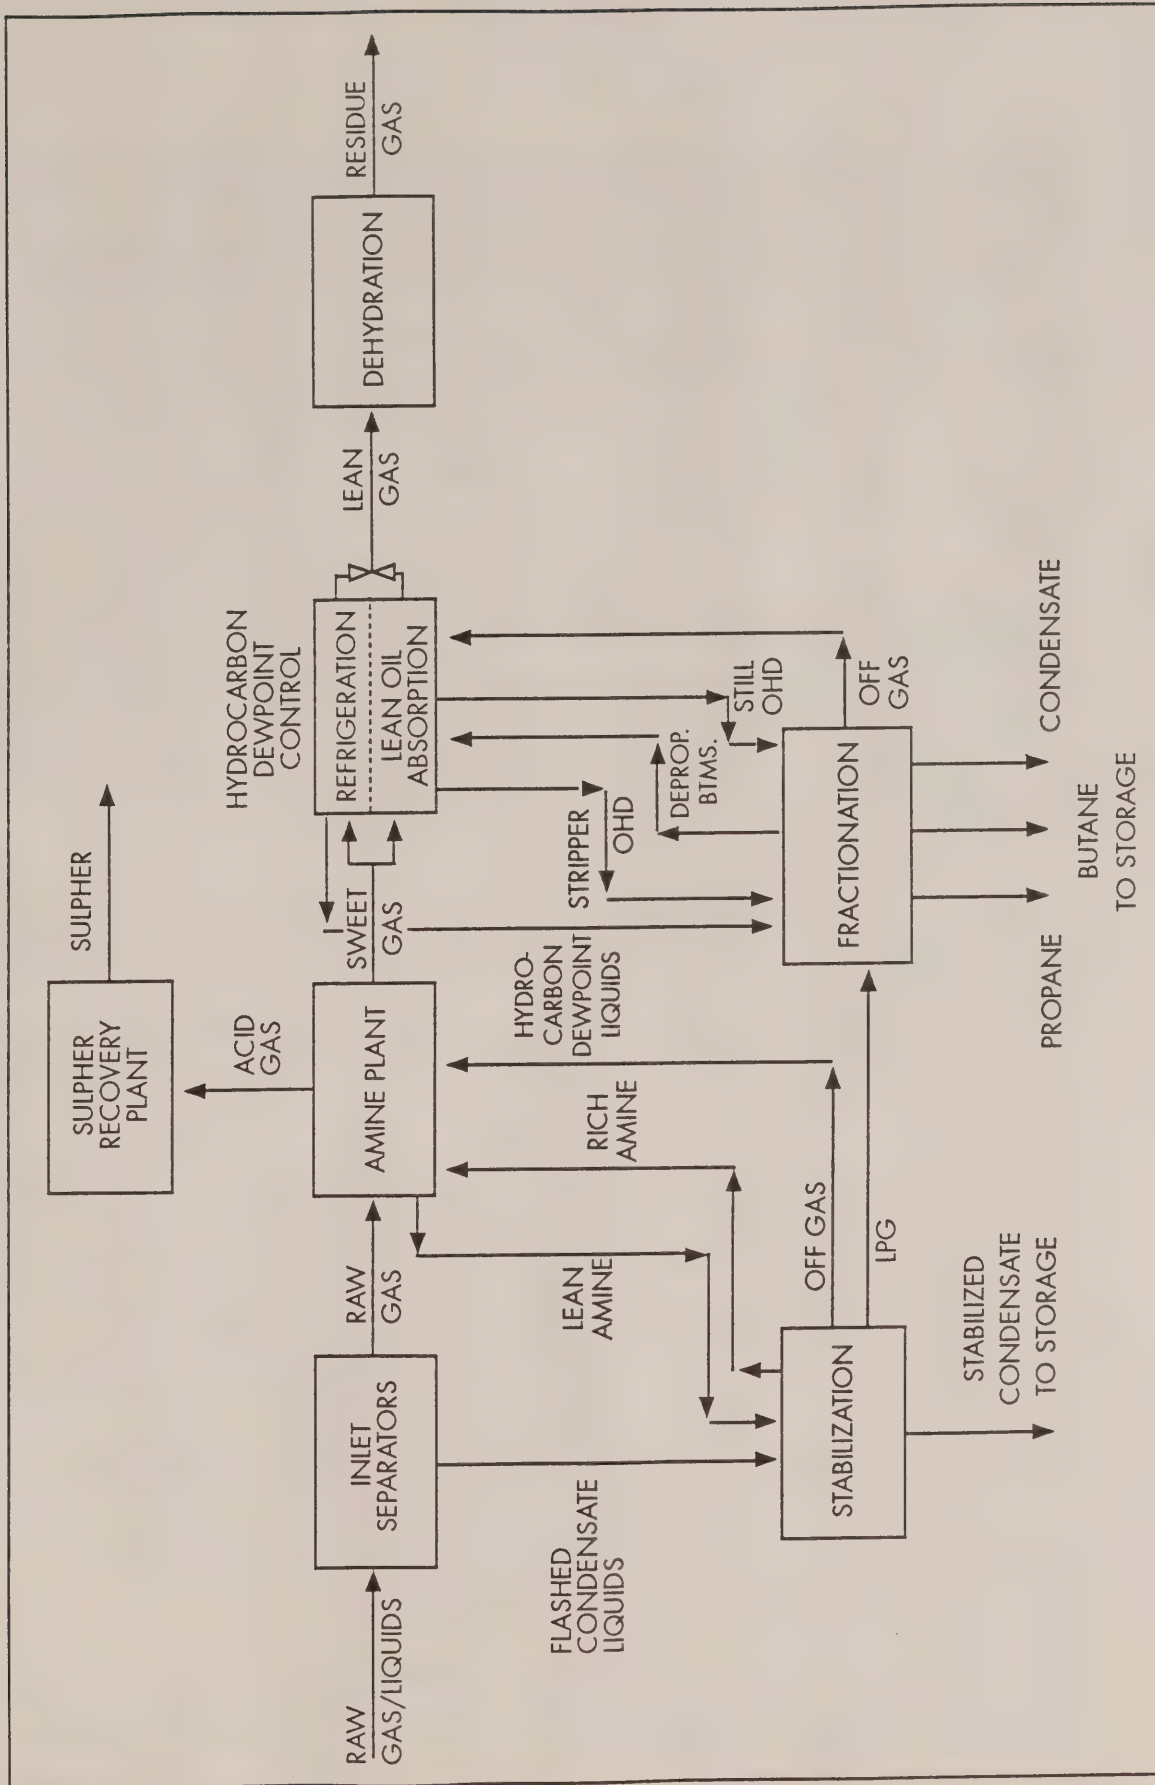 SULPHER
RECOVERY
PLANT
SULPHER
ACID
GAS
HYDROCARBON
DEWPOINT
CONTROL
RAW
GAS/LIQUIDS
INLET
SEPARATORS
RAW
GAS
AMINE PLANT
SWEET
GAS
REFRIGERATION
LEAN OIL
ABSORPTION
LEAN
GAS
DEHYDRATION
RESIDUE
GAS
FLASHED
CONDENSATE
LIQUIDS
LEAN
AMINE
RICH
AMINE
HYDRO-
CARBON
DEWPOINT
LIQUIDS
STRIPPER
OHD
DEPROP.
BTMS.
STILL
OHD
OFF GAS
LPG
OFF
GAS
STABILIZATION
FRACTIONATION
STABILIZED
CONDENSATE
TO STORAGE
PROPANE
BUTANE
TO STORAGE
CONDENSATE